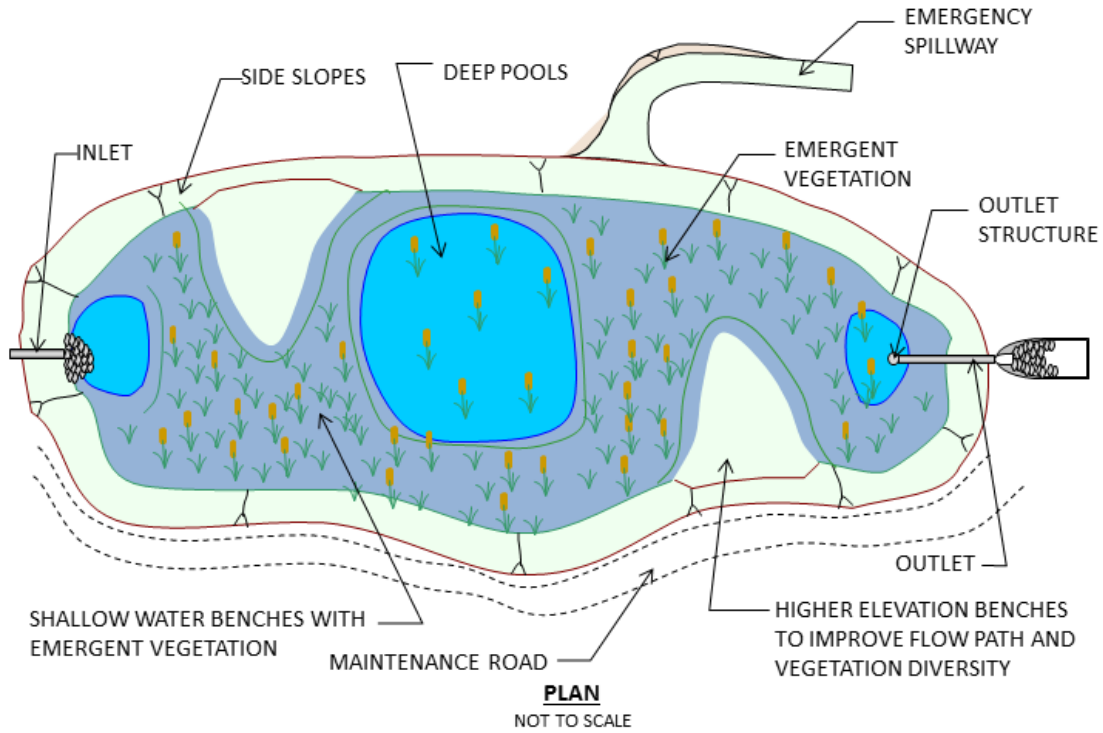 EMERGENCY
SPILLWAY
SIDE SLOPES
DEEP POOLS
INLET
EMERGENT
VEGETATION
OUTLET
STRUCTURE
OUTLET
SHALLOW WATER BENCHES WITH
EMERGENT VEGETATION
HIGHER ELEVATION BENCHES
TO IMPROVE FLOW PATH AND
VEGETATION DIVERSITY
MAINTENANCE ROAD
PLAN
NOT TO SCALE